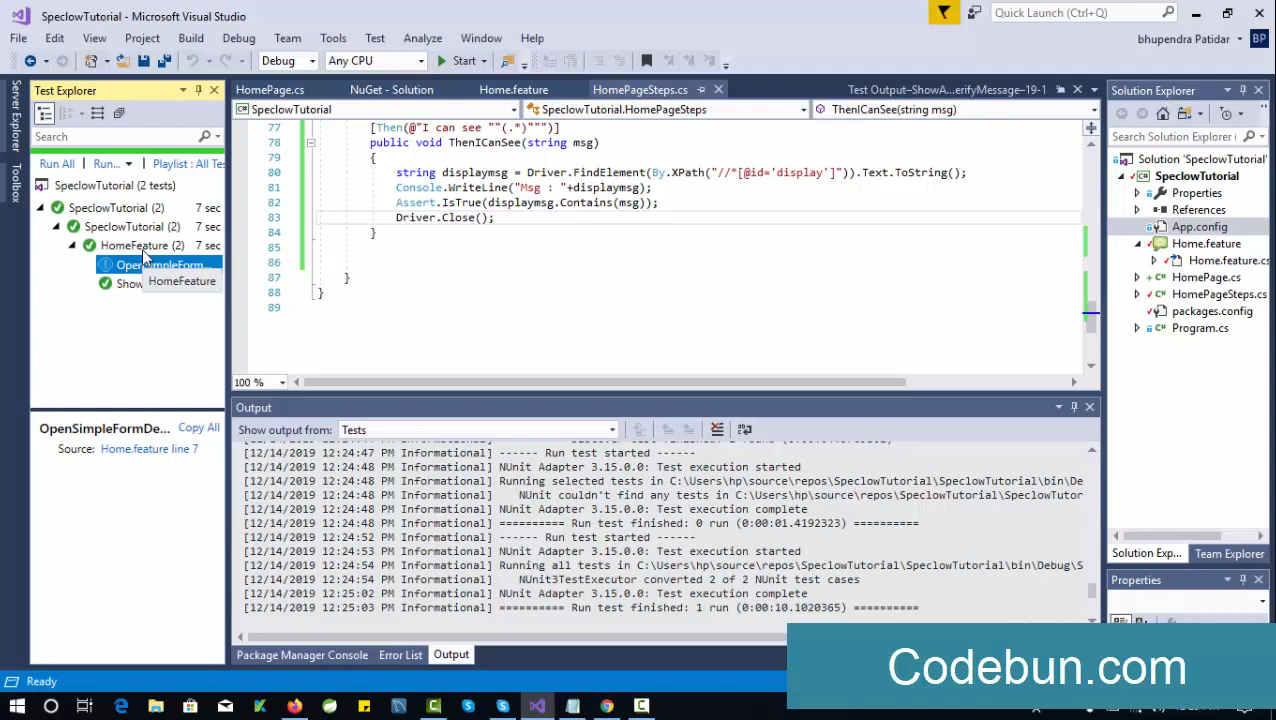 SpeclowTutorial - Microsoft Visual Studio
Quick Launch (Ctrl+Q)
File Edit View Project Build Debug Team Tools Test Analyze Window Help
bhupendra Patidar
BP
Debug
Any CPU
Start
Server Explorer
Toolbox
Test Explorer
Search
Run All
Run...
Playlist : All Te
SpeclowTutorial (2 tests)
SpeclowTutorial (2) 7 sec
SpeclowTutorial (2) 7 sec
HomeFeature (2) 7 sec
HomeFeature
Show
OpenSimpleFormDe...
Copy All
Source: Home.feature line 7
HomePage.cs
NuGet - Solution
Home.feature
HomePageSteps.cs
Test Output–ShowA...erifyMessage–19-1
SpeclowTutorial
SpeclowTutorial.HomePageSteps
ThenICanSee(string msg)
77 [Then(@"I can see ""(.*)""")]
78 public void ThenICanSee(string msg)
79 {
80 string displaymsg = Driver.FindElement(By.XPath("//*[@id='display']")).Text.ToString();
81 Console.WriteLine("Msg : "+displaymsg);
82 Assert.IsTrue(displaymsg.Contains(msg));
83 Driver.Close();
84 }
85
86
87 }
88 }
89
100 %
Output
Show output from: Tests
[12/14/2019 12:24:47 PM Informational] ------ Run test started ------
[12/14/2019 12:24:48 PM Informational] NUnit Adapter 3.15.0.0: Test execution started
[12/14/2019 12:24:48 PM Informational] Running selected tests in C:\Users\hp\source\repos\SpeclowTutorial\SpeclowTutorial\bin\De
[12/14/2019 12:24:48 PM Informational] NUnit couldn't find any tests in C:\Users\hp\source\repos\SpeclowTutorial\SpeclowTutor
[12/14/2019 12:24:48 PM Informational] NUnit Adapter 3.15.0.0: Test execution complete
[12/14/2019 12:24:48 PM Informational] ========== Run test finished: 0 run (0:00:01.4192323) ==========
[12/14/2019 12:24:52 PM Informational] ------ Run test started ------
[12/14/2019 12:24:53 PM Informational] NUnit Adapter 3.15.0.0: Test execution started
[12/14/2019 12:24:54 PM Informational] Running all tests in C:\Users\hp\source\repos\SpeclowTutorial\SpeclowTutorial\bin\Debug\S
[12/14/2019 12:24:54 PM Informational] NUnit3TestExecutor converted 2 of 2 NUnit test cases
[12/14/2019 12:25:02 PM Informational] NUnit Adapter 3.15.0.0: Test execution complete
[12/14/2019 12:25:03 PM Informational] ========== Run test finished: 1 run (0:00:10.1020365) ==========
Package Manager Console
Error List
Output
Solution Explorer
Search Solution Explorer
Solution 'SpeclowTutorial'
SpeclowTutorial
Properties
References
App.config
Home.feature
Home.feature.cs
HomePage.cs
HomePageSteps.cs
packages.config
Program.cs
Solution Exp...
Team Explorer
Properties
Ready
Codebun.com